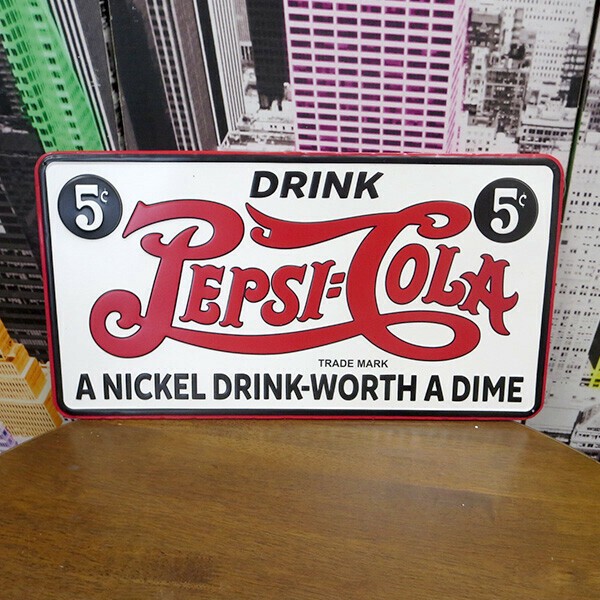 DRINK
5¢ 5¢
PEPSI=COLA
TRADE MARK
A NICKEL DRINK-WORTH A DIME